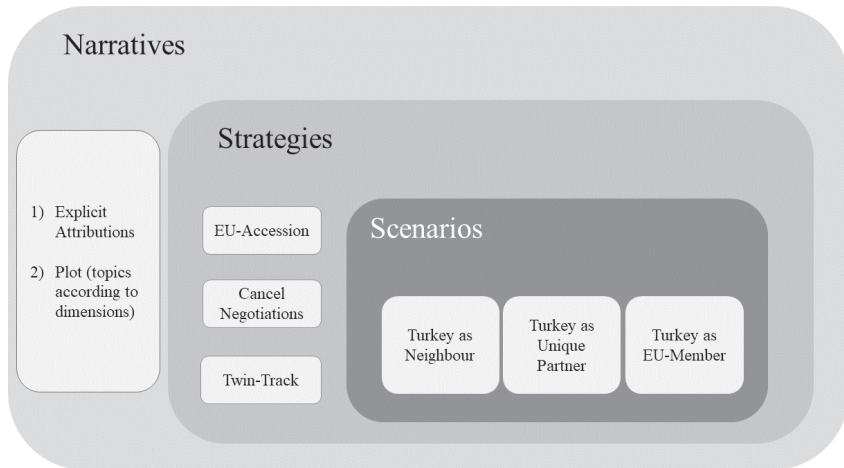 Narratives
Strategies
1) Explicit
Attributions
2) Plot (topics
according to
dimensions)
EU-Accession
Cancel
Negotiations
Twin-Track
Scenarios
Turkey as
Neighbour
Turkey as
Unique
Partner
Turkey as
EU-Member